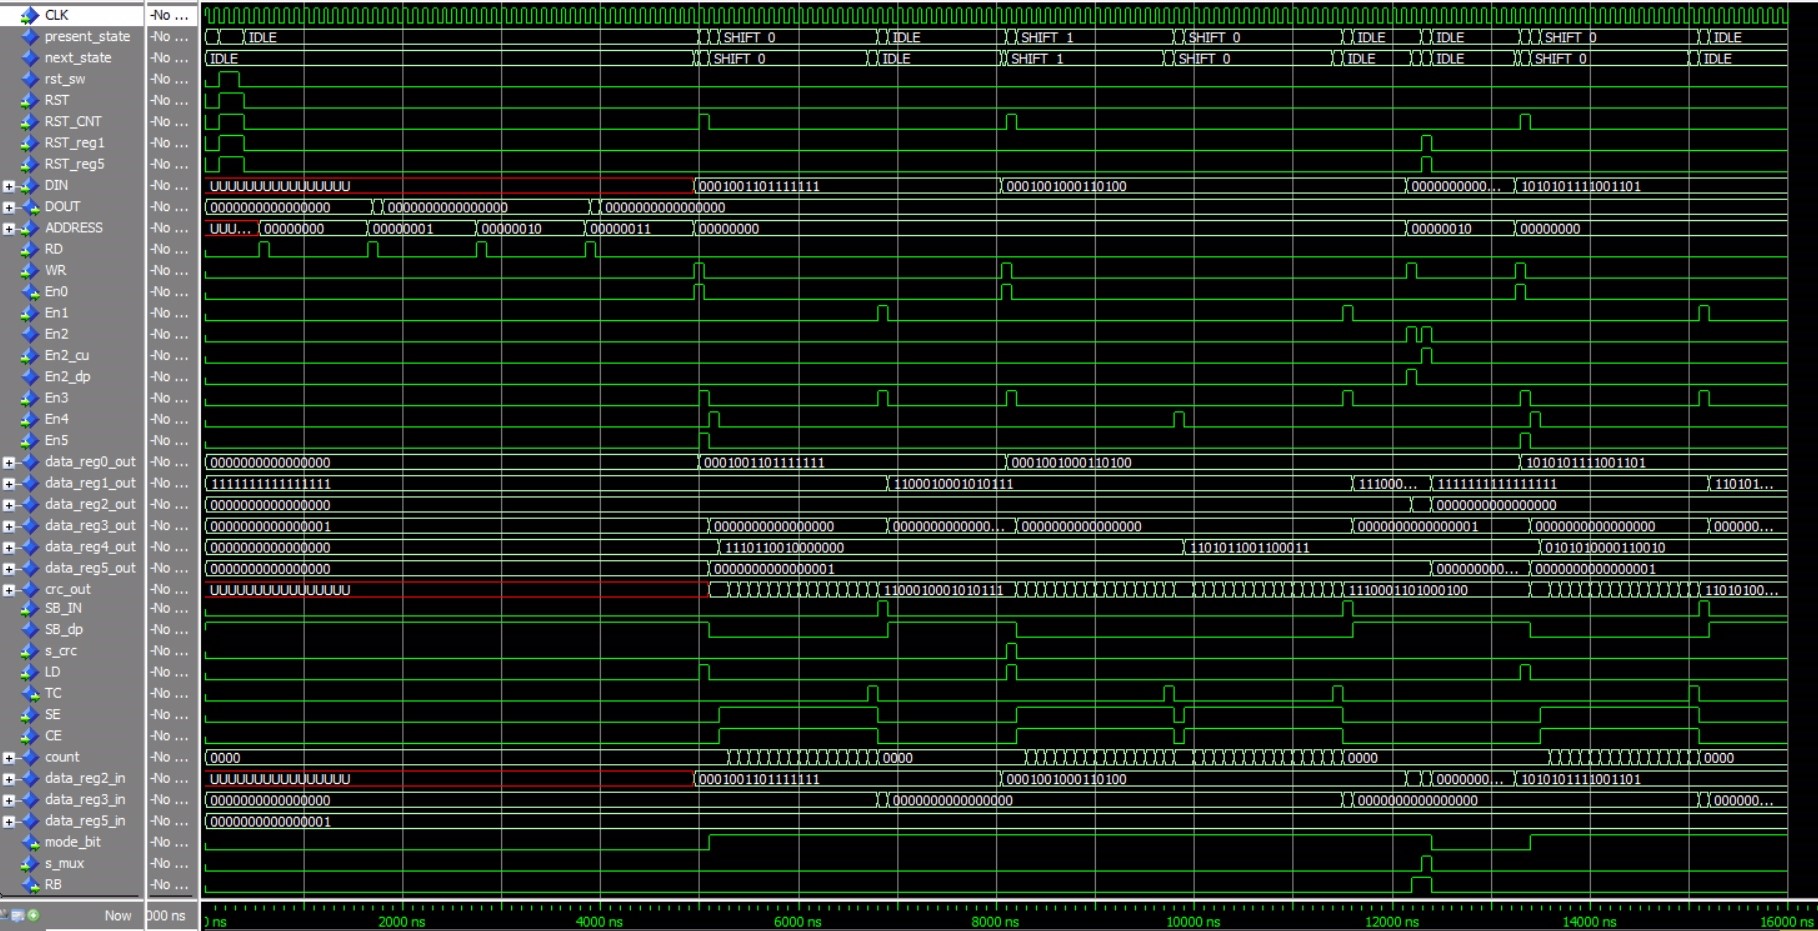 CLK -No ...
present_state -No ... IDLE SHIFT_0 IDLE SHIFT_1 SHIFT_0 IDLE IDLE SHIFT_0 IDLE
next_state -No ... IDLE SHIFT_0 IDLE SHIFT_1 SHIFT_0 IDLE IDLE SHIFT_0 IDLE
rst_sw -No ...
RST -No ...
RST_CNT -No ...
RST_reg1 -No ...
RST_reg5 -No ...
DIN -No ... UUUUUUUUUUUUUUUU 0001001101111111 0001001000110100 0000000000... 1010101111001101
DOUT -No ... 0000000000000000 0000000000000000 0000000000000000
ADDRESS -No ... UUU... 00000000 00000001 00000010 00000011 00000000 00000010 00000000
RD -No ...
WR -No ...
En0 -No ...
En1 -No ...
En2 -No ...
En2_cu -No ...
En2_dp -No ...
En3 -No ...
En4 -No ...
En5 -No ...
data_reg0_out -No ... 0000000000000000 0001001101111111 0001001000110100 1010101111001101
data_reg1_out -No ... 1111111111111111 1100010001010111 111000... 1111111111111111 110101...
data_reg2_out -No ... 0000000000000000 0000000000000000
data_reg3_out -No ... 0000000000000001 0000000000000000 0000000000000... 0000000000000000 0000000000000001 0000000000000000 000000...
data_reg4_out -No ... 0000000000000000 1110110010000000 1101011001100011 0101010000110010
data_reg5_out -No ... 0000000000000000 0000000000000001 000000000... 0000000000000001
crc_out -No ... UUUUUUUUUUUUUUUU 1100010001010111 1110001101000100 11010100...
SB_IN -No ...
SB_dp -No ...
s_crc -No ...
LD -No ...
TC -No ...
SE -No ...
CE -No ...
count -No ... 0000 0000 0000 0000
data_reg2_in -No ... UUUUUUUUUUUUUUUU 0001001101111111 0001001000110100 0000000... 1010101111001101
data_reg3_in -No ... 0000000000000000 0000000000000000 0000000000000000 000000...
data_reg5_in -No ... 0000000000000001
mode_bit -No ...
s_mux -No ...
RB -No ...
Now 000 ns 0 ns 2000 ns 4000 ns 6000 ns 8000 ns 10000 ns 12000 ns 14000 ns 16000 ns